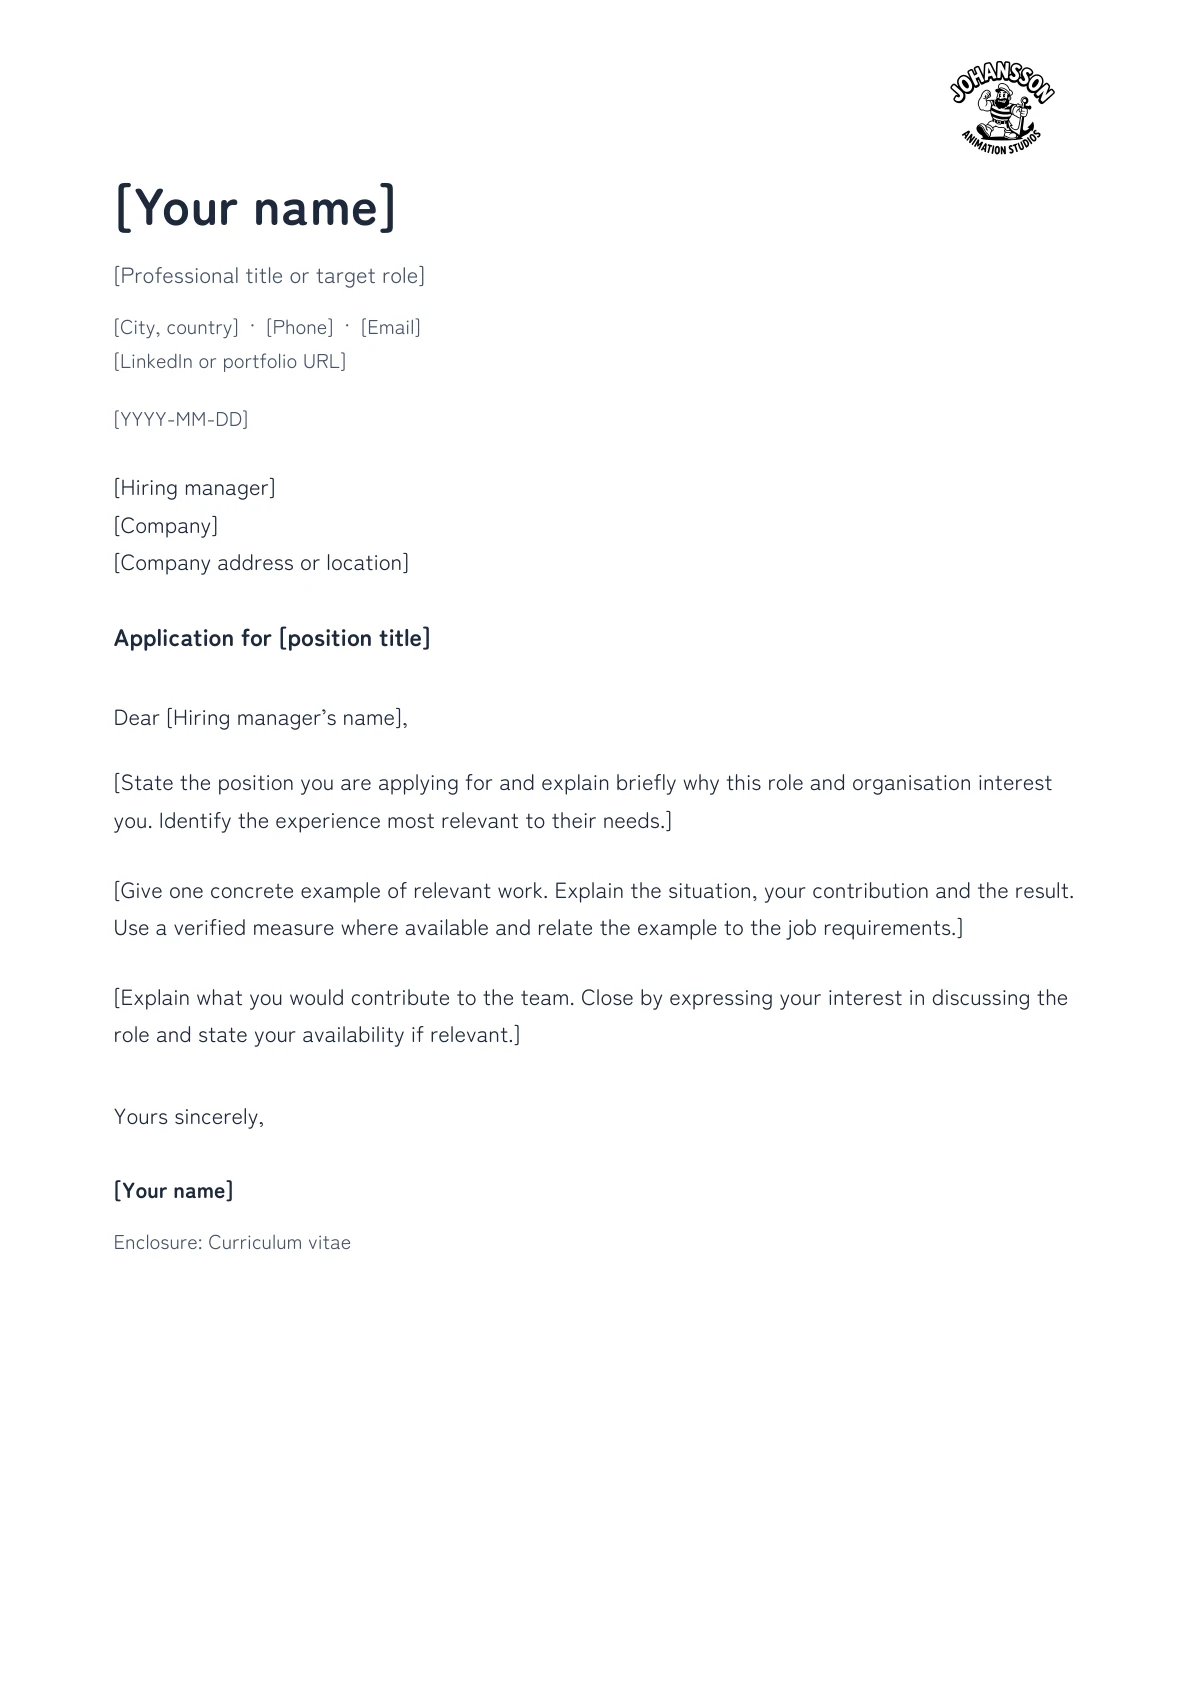 JOHANSSON
ANIMATION STUDIOS
[Your name]
[Professional title or target role]
[City, country] · [Phone] · [Email]
[LinkedIn or portfolio URL]
[YYYY-MM-DD]
[Hiring manager]
[Company]
[Company address or location]
Application for [position title]
Dear [Hiring manager’s name],
[State the position you are applying for and explain briefly why this role and organisation interest
you. Identify the experience most relevant to their needs.]
[Give one concrete example of relevant work. Explain the situation, your contribution and the result.
Use a verified measure where available and relate the example to the job requirements.]
[Explain what you would contribute to the team. Close by expressing your interest in discussing the
role and state your availability if relevant.]
Yours sincerely,
[Your name]
Enclosure: Curriculum vitae